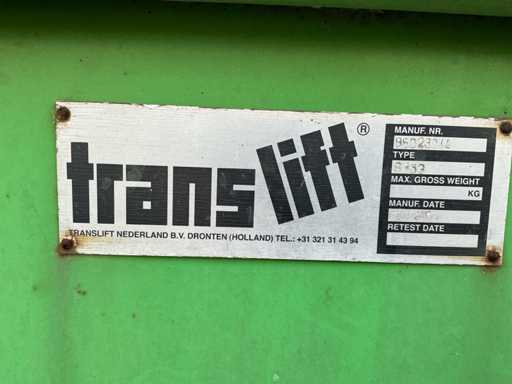 trans lift ®
TRANSLIFT NEDERLAND B.V. DRONTEN (HOLLAND) TEL.: +31 321 31 43 94
MANUF. NR.
TYPE
MAX. GROSS WEIGHT
KG
MANUF. DATE
RETEST DATE